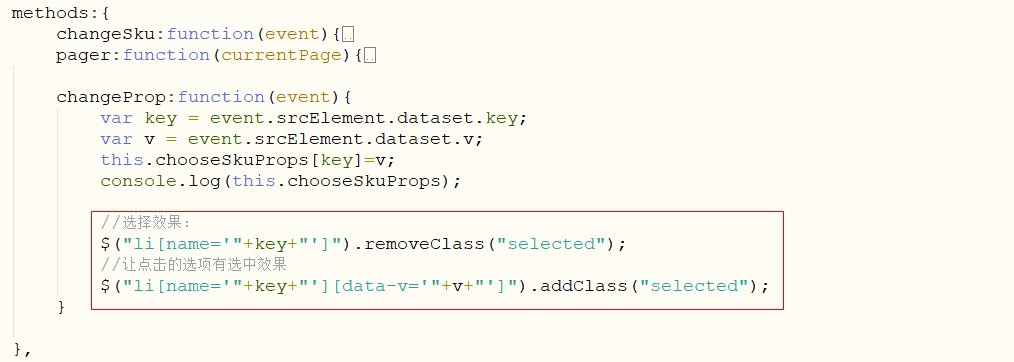 methods:{
changeSku:function(event){..
pager:function(currentPage){..
changeProp:function(event){
var key = event.srcElement.dataset.key;
var v = event.srcElement.dataset.v;
this.chooseSkuProps[key]=v;
console.log(this.chooseSkuProps);
//选择效果：
$("li[name='"+key+"']").removeClass("selected");
//让点击的选项有选中效果
$("li[name='"+key+"'][data-v='"+v+"']").addClass("selected");
}
},